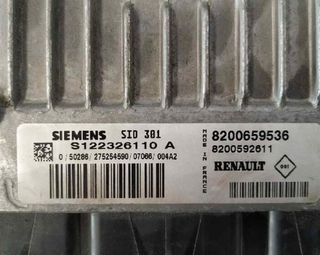 SIEMENS SID 301
S122326110 A
0 / 50286 / 275254590 / 07066 / 004A2
MADE IN FRANCE
8200659536
8200592611
RENAULT